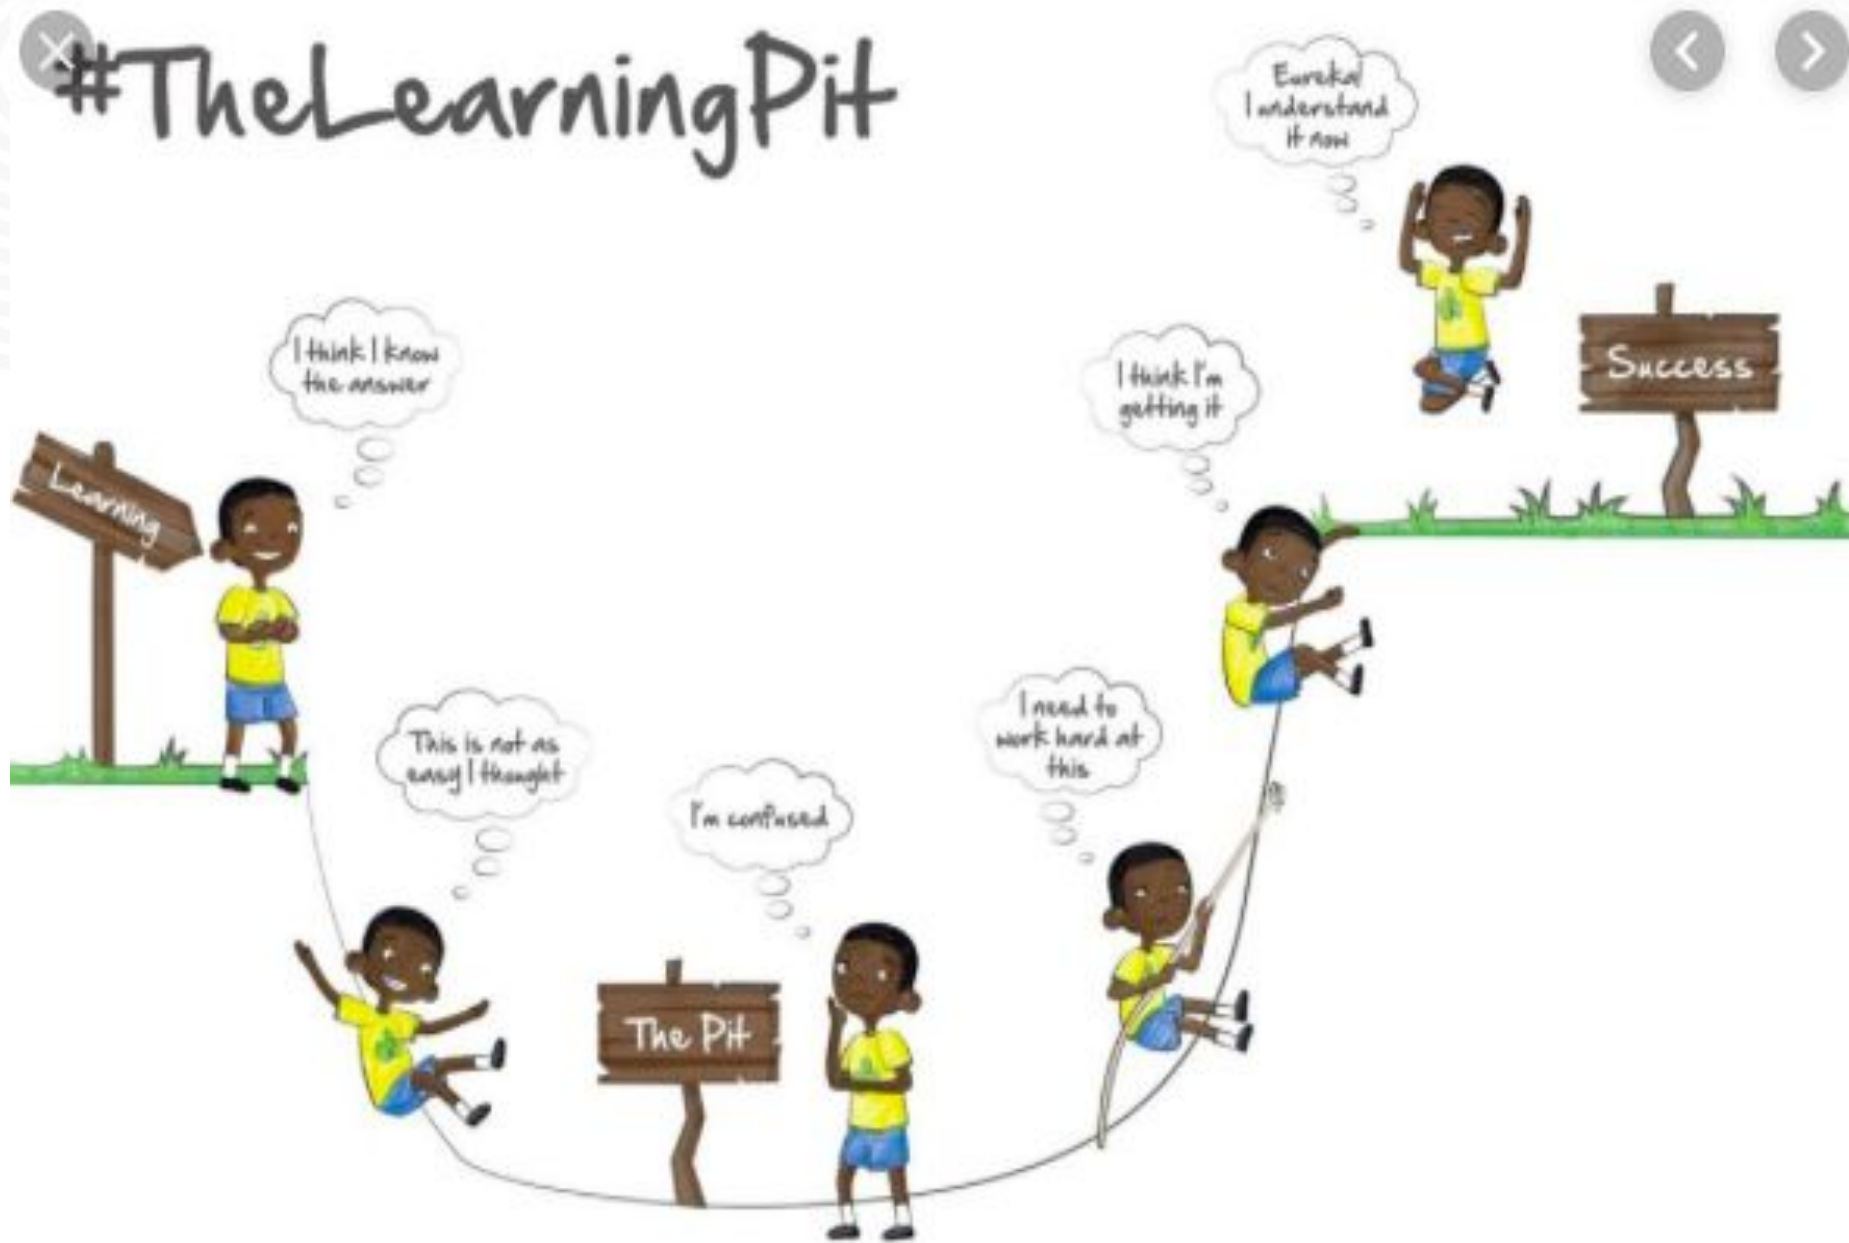 #TheLearningPit
Eureka!
I understand
it now
I think I know
the answer
I think I'm
getting it
Success
Learning
This is not as
easy I thought
I need to
work hard at
this
I'm confused
The Pit